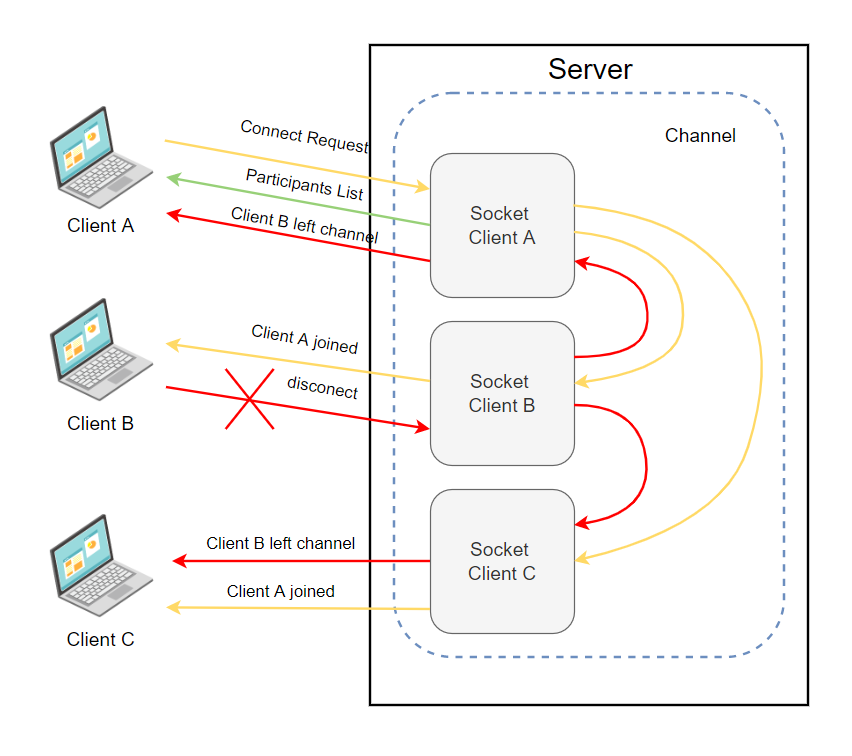 Server
Channel
Connect Request
Participants List
Client B left channel
Client A
Socket
Client A
Client A joined
disconect
Client B
Socket
Client B
Client B left channel
Client A joined
Client C
Socket
Client C